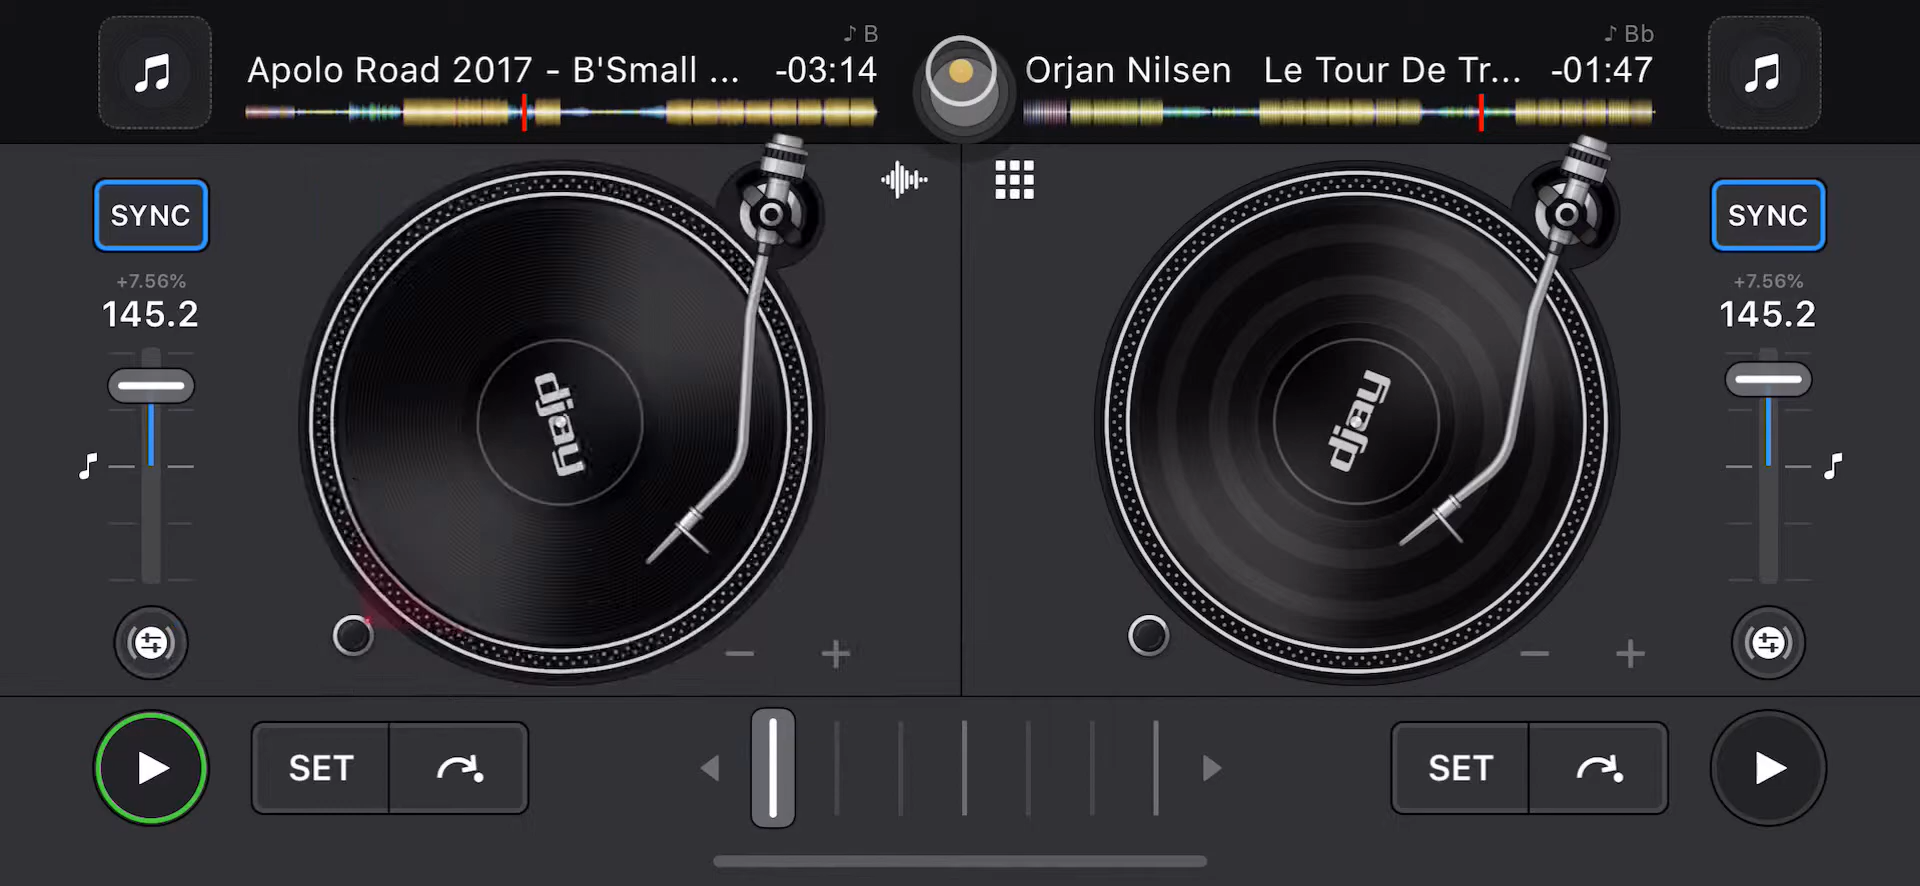 ♪ B
Apolo Road 2017 - B'Small ... -03:14
♪ Bb
Orjan Nilsen Le Tour De Tr... -01:47
SYNC
+7.56%
145.2
djay
SYNC
+7.56%
145.2
djay
SET
SET